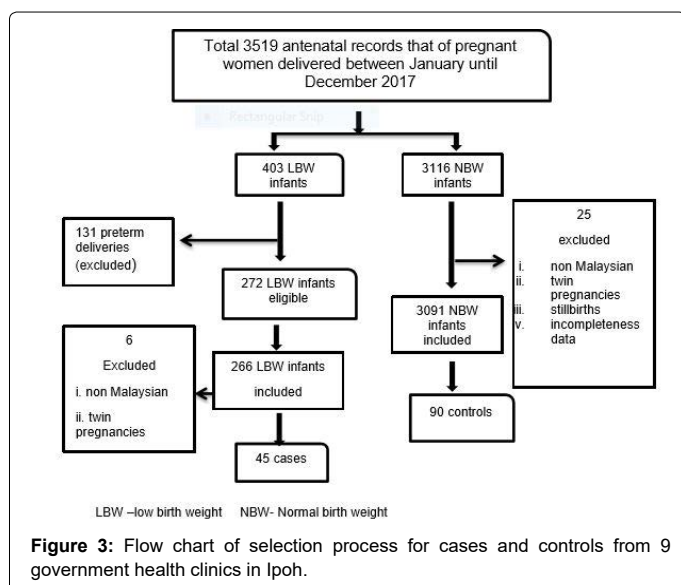 Total 3519 antenatal records that of pregnant
women delivered between January until
December 2017
Rectangular Snip
403 LBW
infants
3116 NBW
infants
131 preterm
deliveries
(excluded)
25
excluded
i. non Malaysian
ii. twin
pregnancies
iii. stillbirths
v. incompleteness
data
272 LBW infants
eligible
3091 NBW
infants
included
6
Excluded
i. non Malaysian
ii. twin
pregnancies
266 LBW infants
included
90 controls
45 cases
LBW –low birth weight NBW- Normal birth weight
Figure 3: Flow chart of selection process for cases and controls from 9
government health clinics in Ipoh.